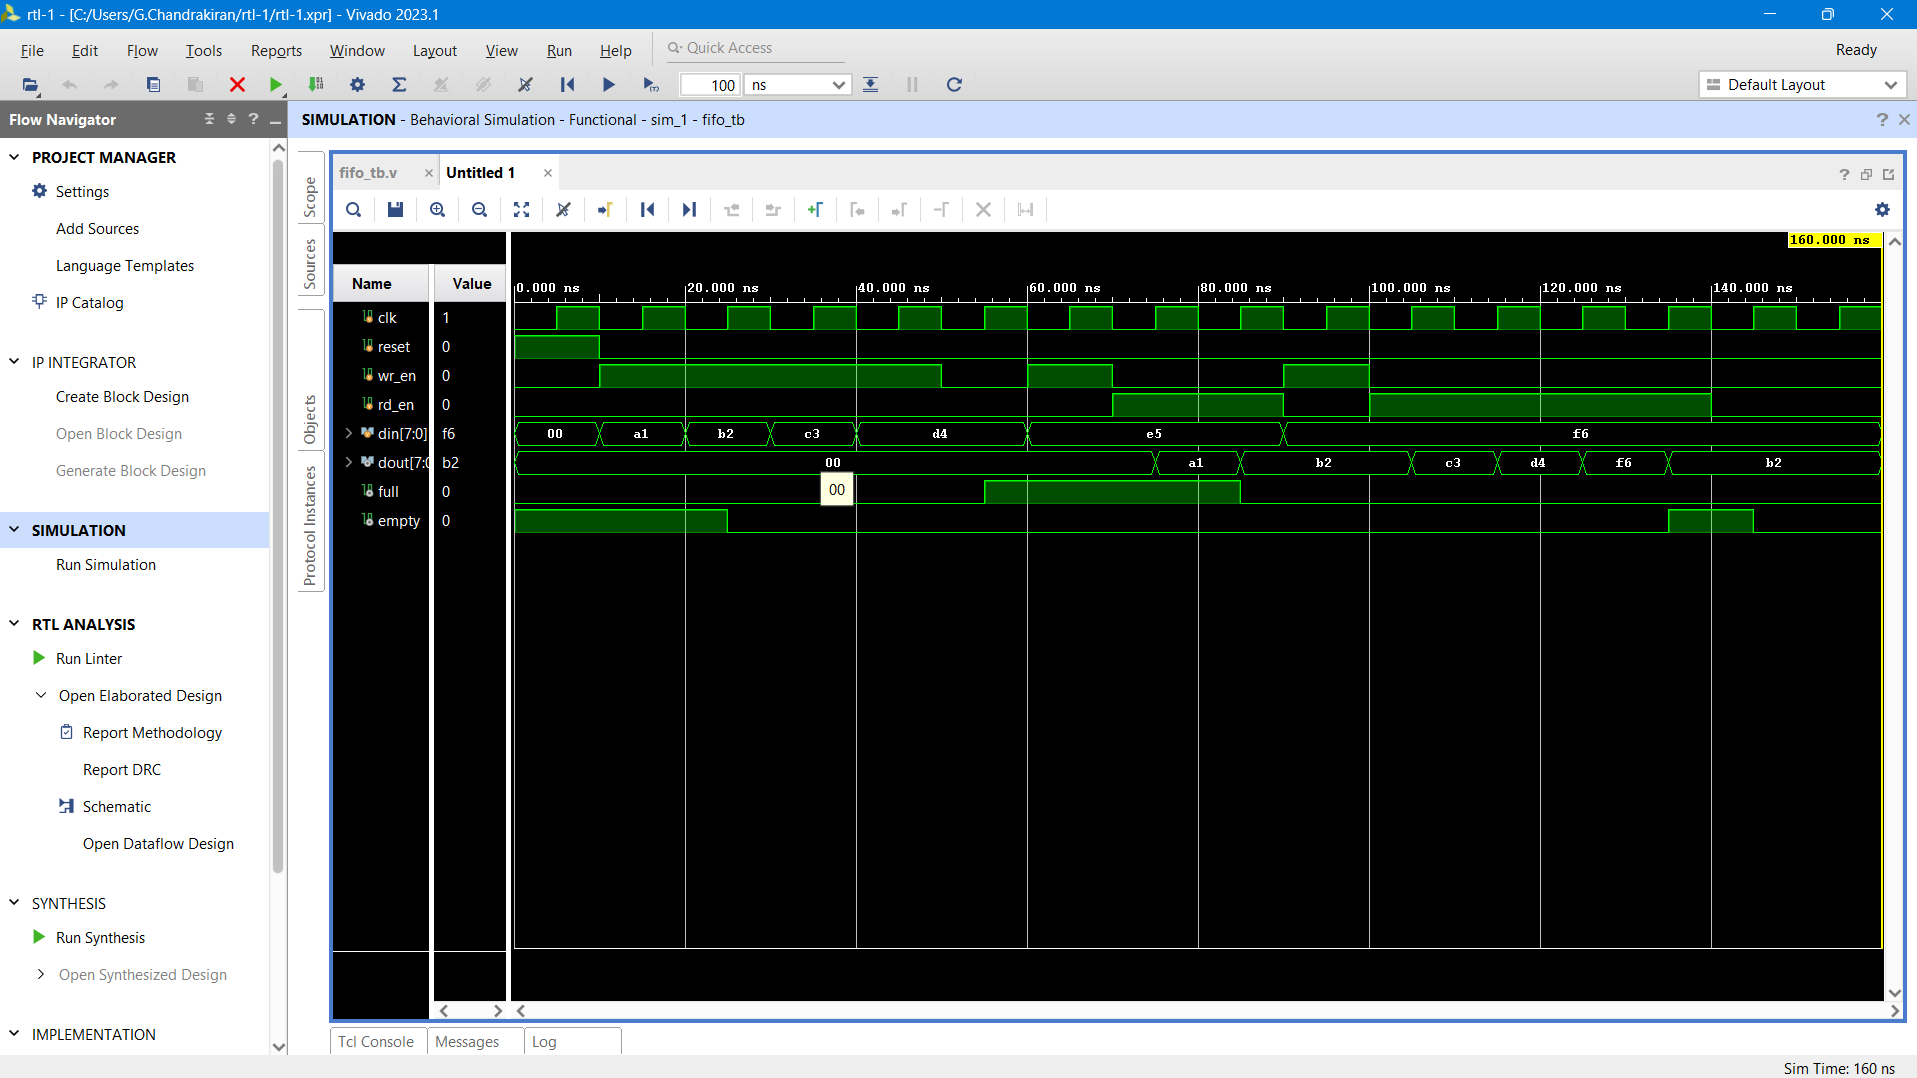 rtl-1 - [C:/Users/G.Chandrakiran/rtl-1/rtl-1.xpr] - Vivado 2023.1
File Edit Flow Tools Reports Window Layout View Run Help Quick Access Ready
100 ns Default Layout
Flow Navigator
PROJECT MANAGER
Settings
Add Sources
Language Templates
IP Catalog
IP INTEGRATOR
Create Block Design
Open Block Design
Generate Block Design
SIMULATION
Run Simulation
RTL ANALYSIS
Run Linter
Open Elaborated Design
Report Methodology
Report DRC
Schematic
Open Dataflow Design
SYNTHESIS
Run Synthesis
Open Synthesized Design
IMPLEMENTATION
SIMULATION - Behavioral Simulation - Functional - sim_1 - fifo_tb
Scope
Sources
Objects
Protocol Instances
fifo_tb.v Untitled 1
160.000 ns
Name Value
0.000 ns 20.000 ns 40.000 ns 60.000 ns 80.000 ns 100.000 ns 120.000 ns 140.000 ns
clk 1
reset 0
wr_en 0
rd_en 0
din[7:0] f6 00 a1 b2 c3 d4 e5 f6
dout[7:0 b2 00 a1 b2 c3 d4 f6 b2
full 0
00
empty 0
Tcl Console Messages Log
Sim Time: 160 ns